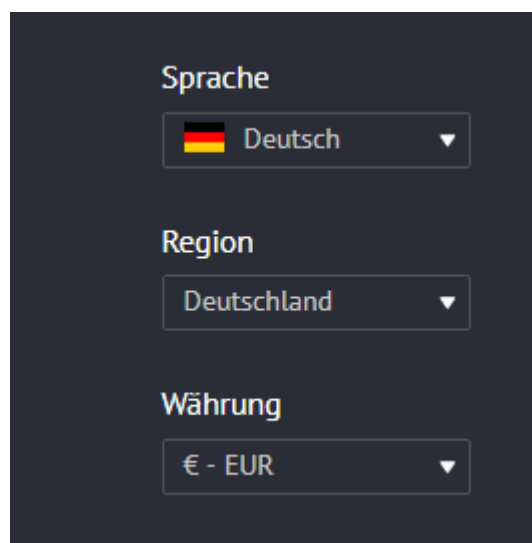 Sprache
Deutsch
Region
Deutschland
Währung
€ - EUR